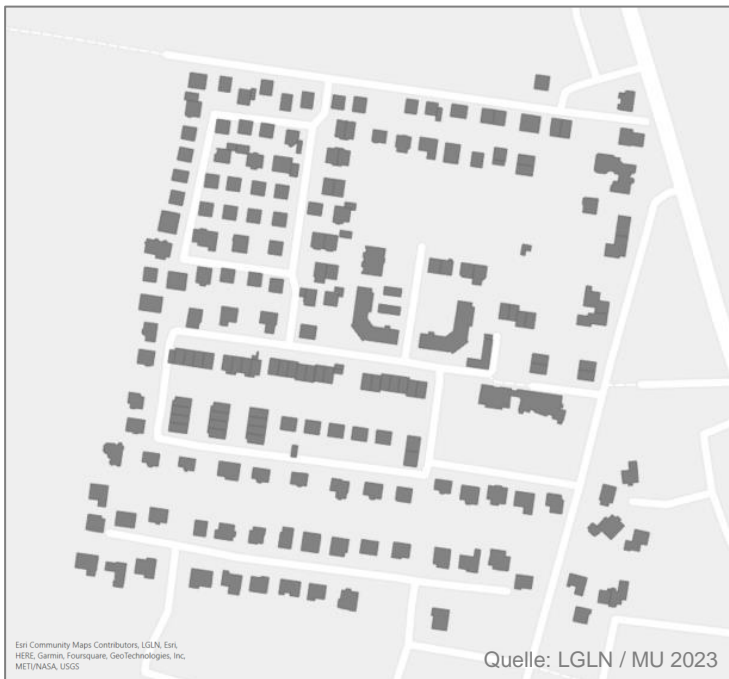 Esri Community Maps Contributors, LGLN, Esri,
HERE, Garmin, Foursquare, GeoTechnologies, Inc,
METI/NASA, USGS
Quelle: LGLN / MU 2023